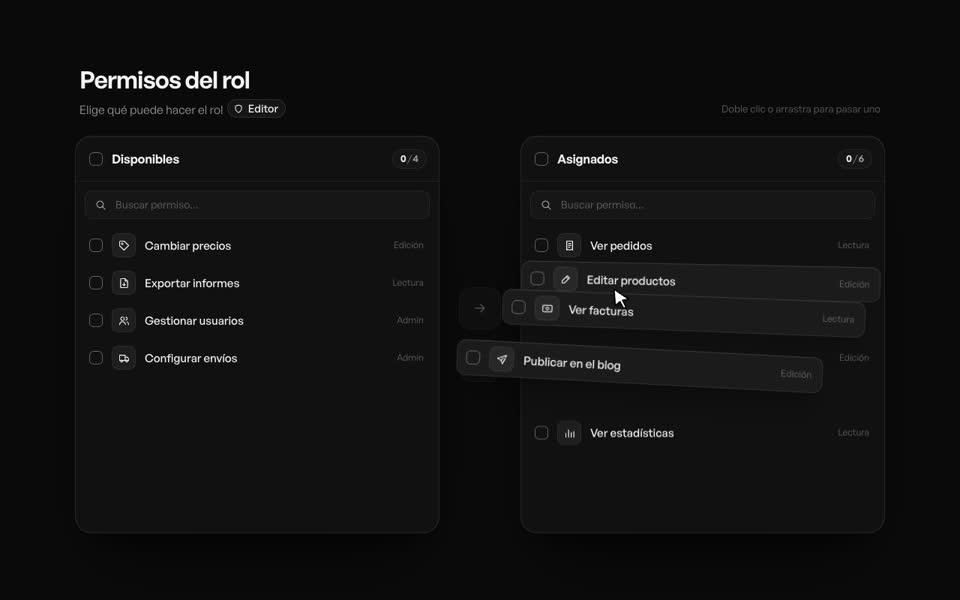 Permisos del rol
Elige qué puede hacer el rol Editor
Doble clic o arrastra para pasar uno
Disponibles 0/4
Buscar permiso...
Cambiar precios Edición
Exportar informes Lectura
Gestionar usuarios Admin
Configurar envíos Admin
Asignados 0/6
Buscar permiso...
Ver pedidos Lectura
Editar productos Edición
Ver facturas Lectura
Edición
Publicar en el blog Edición
Ver estadísticas Lectura